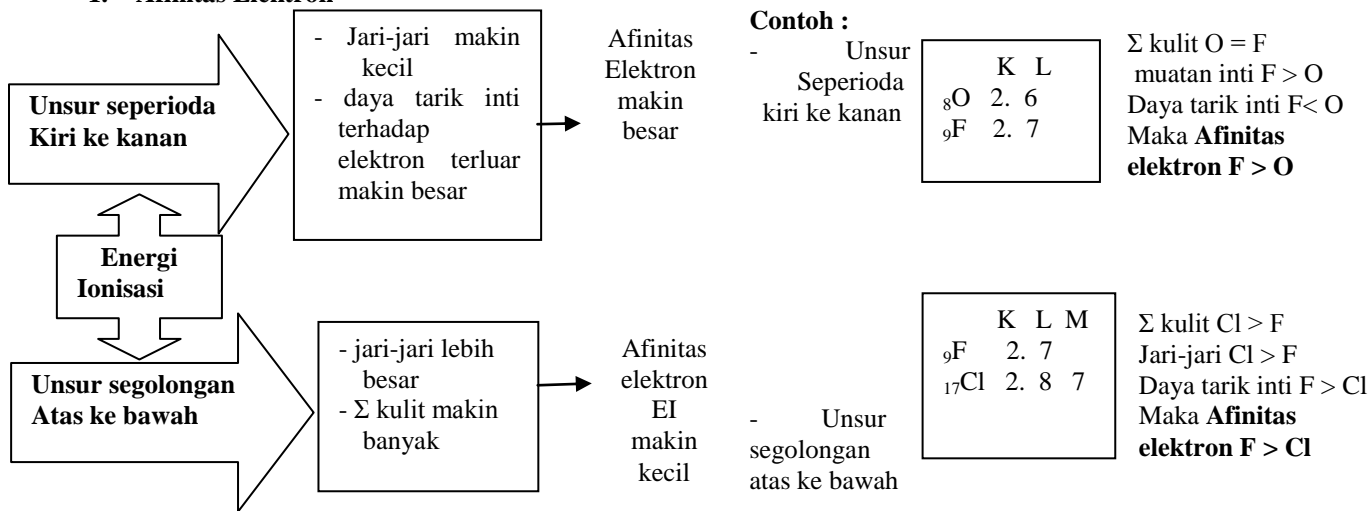 1. Afinitas Elektron
Unsur seperioda
Kiri ke kanan
- Jari-jari makin
kecil
- daya tarik inti
terhadap
elektron terluar
makin besar
Afinitas
Elektron
makin
besar
Contoh :
- Unsur
Seperioda
kiri ke kanan
K L
₈O 2. 6
₉F 2. 7
Σ kulit O = F
muatan inti F > O
Daya tarik inti F< O
Maka Afinitas
elektron F > O
Energi
Ionisasi
Unsur segolongan
Atas ke bawah
- jari-jari lebih
besar
- Σ kulit makin
banyak
Afinitas
elektron
EI
makin
kecil
- Unsur
segolongan
atas ke bawah
K L M
₉F 2. 7
₁₇Cl 2. 8 7
Σ kulit Cl > F
Jari-jari Cl > F
Daya tarik inti F > Cl
Maka Afinitas
elektron F > Cl